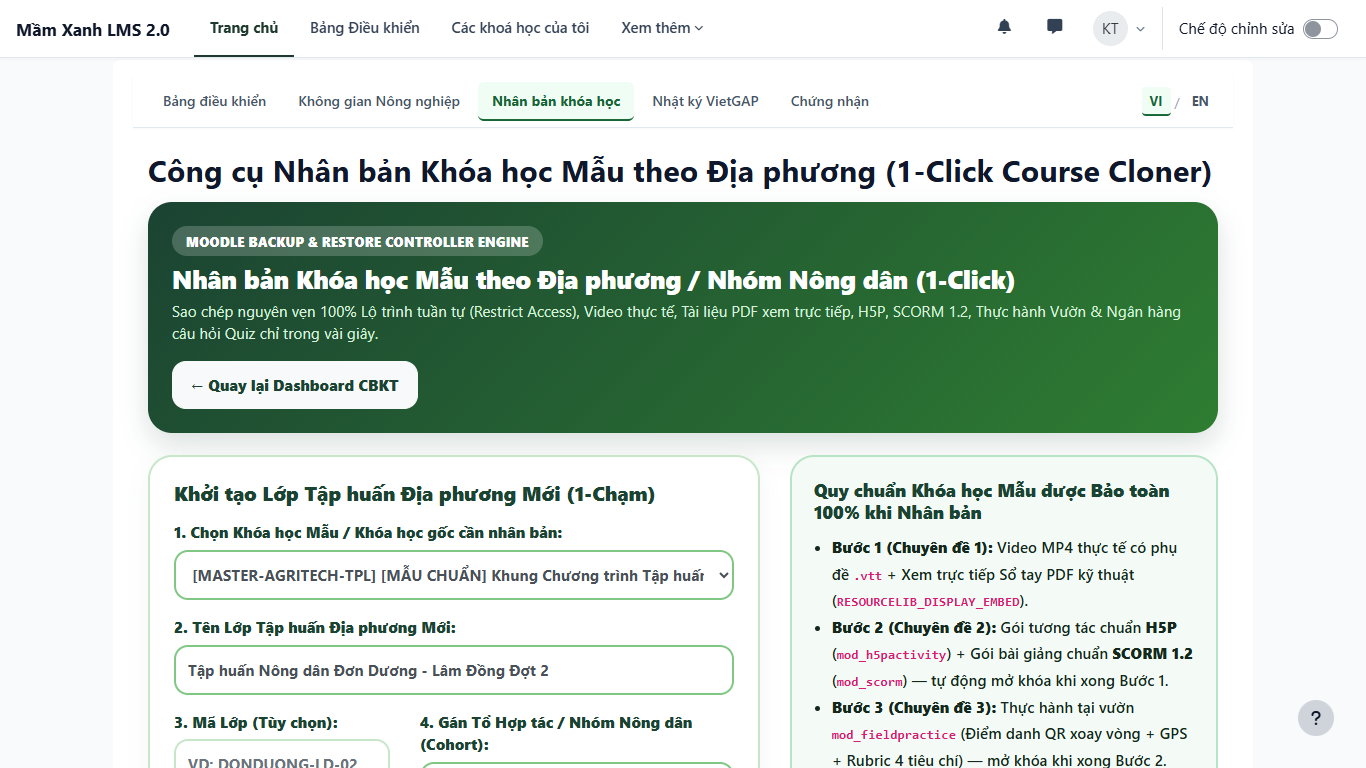 Mầm Xanh LMS 2.0
Trang chủ
Bảng Điều khiển
Các khoá học của tôi
Xem thêm
KT
Chế độ chỉnh sửa
Bảng điều khiển
Không gian Nông nghiệp
Nhân bản khóa học
Nhật ký VietGAP
Chứng nhận
VI / EN
Công cụ Nhân bản Khóa học Mẫu theo Địa phương (1-Click Course Cloner)
MOODLE BACKUP & RESTORE CONTROLLER ENGINE
Nhân bản Khóa học Mẫu theo Địa phương / Nhóm Nông dân (1-Click)
Sao chép nguyên vẹn 100% Lộ trình tuần tự (Restrict Access), Video thực tế, Tài liệu PDF xem trực tiếp, H5P, SCORM 1.2, Thực hành Vườn & Ngân hàng
câu hỏi Quiz chỉ trong vài giây.
← Quay lại Dashboard CBKT
Khởi tạo Lớp Tập huấn Địa phương Mới (1-Chạm)
1. Chọn Khóa học Mẫu / Khóa học gốc cần nhân bản:
[MASTER-AGRITECH-TPL] [MẪU CHUẨN] Khung Chương trình Tập huấn
2. Tên Lớp Tập huấn Địa phương Mới:
Tập huấn Nông dân Đơn Dương - Lâm Đồng Đợt 2
3. Mã Lớp (Tùy chọn):
VD: DONDUONG-LD-02
4. Gán Tổ Hợp tác / Nhóm Nông dân
(Cohort):
Quy chuẩn Khóa học Mẫu được Bảo toàn
100% khi Nhân bản
• Bước 1 (Chuyên đề 1): Video MP4 thực tế có phụ
đề .vtt + Xem trực tiếp Sổ tay PDF kỹ thuật
(RESOURCELIB_DISPLAY_EMBED).
• Bước 2 (Chuyên đề 2): Gói tương tác chuẩn H5P
(mod_h5pactivity) + Gói bài giảng chuẩn SCORM 1.2
(mod_scorm) — tự động mở khóa khi xong Bước 1.
• Bước 3 (Chuyên đề 3): Thực hành tại vườn
mod_fieldpractice (Điểm danh QR xoay vòng + GPS
+ Rubric 4 tiêu chí) — mở khóa khi xong Bước 2.
?